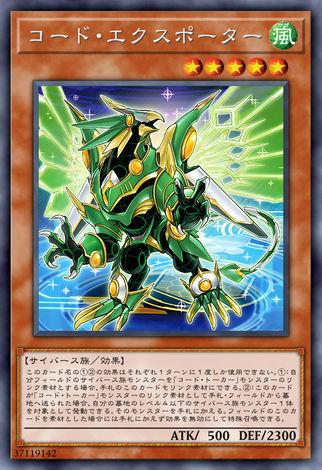 コード・エクスポーター
風
【サイバース族／効果】
このカード名の①②の効果はそれぞれ１ターンに１度しか使用できない。①：自
分フィールドのサイバース族モンスターを「コード・トーカー」モンスターのリ
ンク素材とする場合、手札のこのカードもリンク素材にできる。②：このカード
が「コード・トーカー」モンスターのリンク素材として手札・フィールドから墓
地へ送られた場合、自分の墓地のレベル４以下のサイバース族モンスター１体
を対象として発動できる。そのモンスターを手札に加える。フィールドのこのカ
ードを素材とした場合には手札に加えず効果を無効にして特殊召喚できる。
ATK/ 500 DEF/2300
37119142